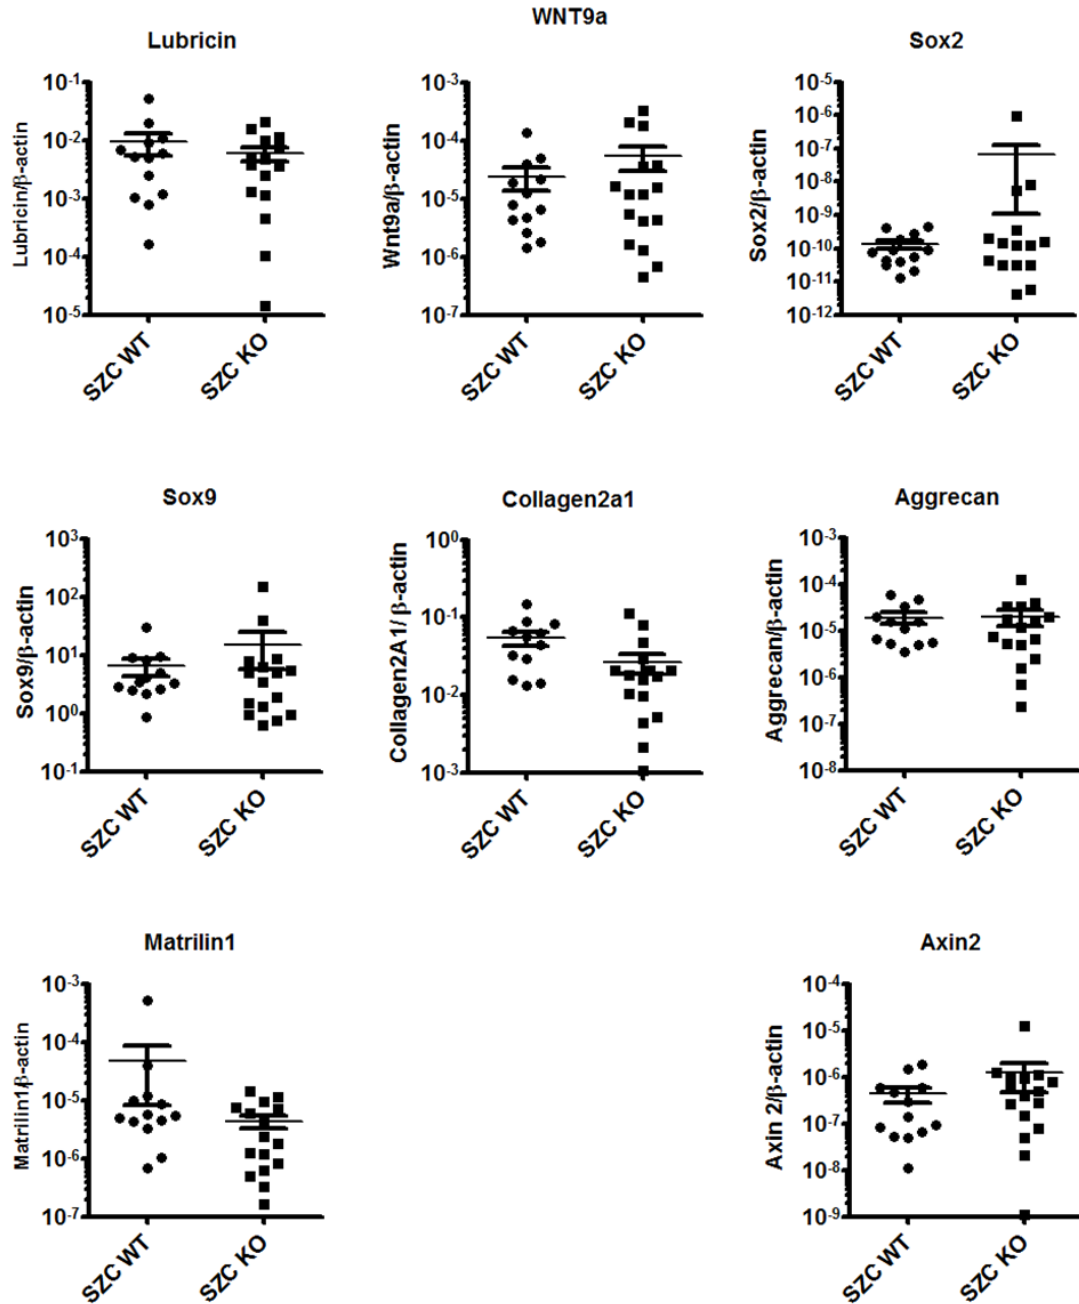 WNT9a
Lubricin
Sox2
Lubricin/β-actin
10⁻¹
10⁻²
10⁻³
10⁻⁴
10⁻⁵
SZC WT
SZC KO
Wnt9a/β-actin
10⁻³
10⁻⁴
10⁻⁵
10⁻⁶
10⁻⁷
SZC WT
SZC KO
Sox2/β-actin
10⁻⁵
10⁻⁶
10⁻⁷
10⁻⁸
10⁻⁹
10⁻¹⁰
10⁻¹¹
10⁻¹²
SZC WT
SZC KO
Sox9
Collagen2a1
Aggrecan
Sox9/β-actin
10³
10²
10¹
10⁰
10⁻¹
SZC WT
SZC KO
Collagen2A1/ β-actin
10⁰
10⁻¹
10⁻²
10⁻³
SZC WT
SZC KO
Aggrecan/β-actin
10⁻³
10⁻⁴
10⁻⁵
10⁻⁶
10⁻⁷
10⁻⁸
SZC WT
SZC KO
Matrilin1
Axin2
Matrilin1/β-actin
10⁻³
10⁻⁴
10⁻⁵
10⁻⁶
10⁻⁷
SZC WT
SZC KO
Axin 2/β-actin
10⁻⁴
10⁻⁵
10⁻⁶
10⁻⁷
10⁻⁸
10⁻⁹
SZC WT
SZC KO